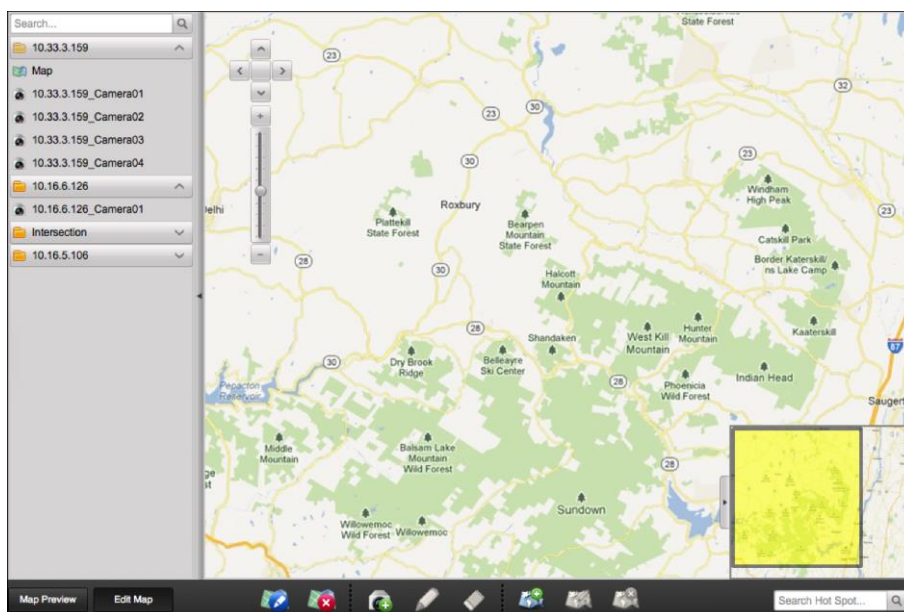 Search...
10.33.3.159
Map
10.33.3.159_Camera01
10.33.3.159_Camera02
10.33.3.159_Camera03
10.33.3.159_Camera04
10.16.6.126
10.16.6.126_Camera01
Intersection
10.16.5.106
State Forest
23
30
32
23
23
30
Windham
High Peak
23
Delhi
Roxbury
Plattekill
State Forest
Bearpen
Mountain
State Forest
Catskill Park
Border Katerskill/
ns Lake Camp
28
30
Halcott
Mountain
28
Shandaken
West Kill
Mountain
Hunter
Mountain
Kaaterskill
87
30
Dry Brook
Ridge
Belleayre
Ski Center
28
Phoenicia
Wild Forest
Indian Head
Pepacton
Reservoir
Saugert
Middle
Mountain
Balsam Lake
Mountain
Wild Forest
28
ge
st
Sundown
Willowemoc
Wild Forest
Willowemoc
Map Preview
Edit Map
Search Hot Spot...